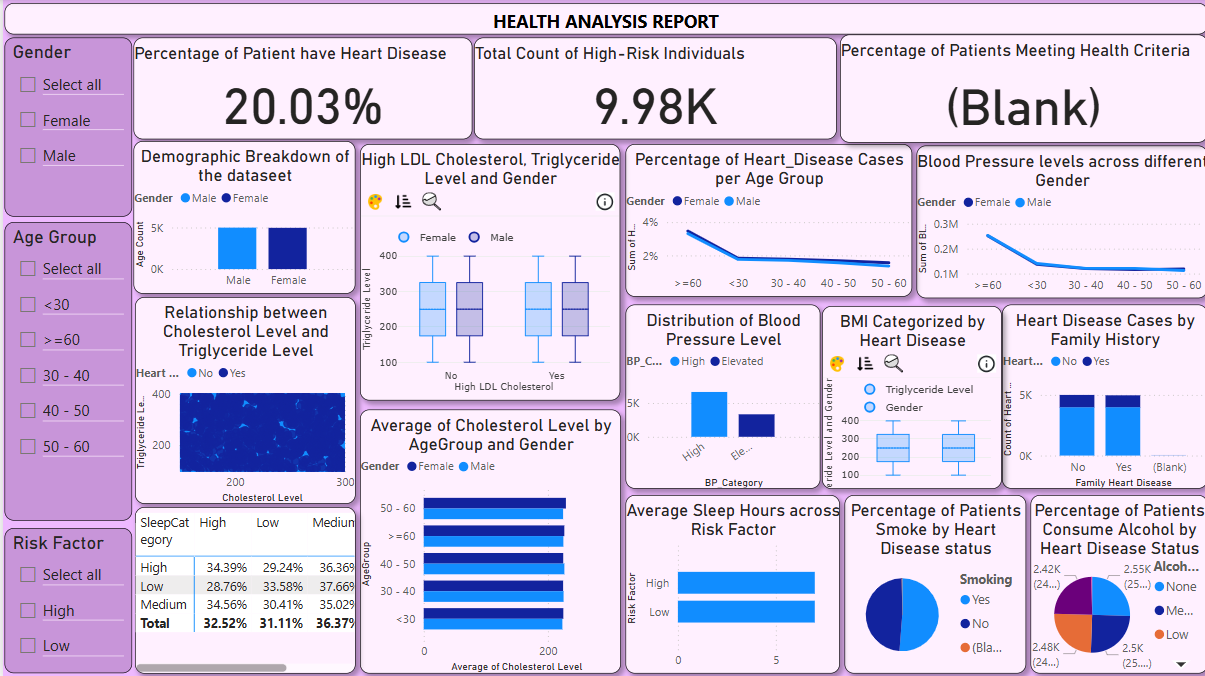 HEALTH ANALYSIS REPORT
Gender
Select all
Female
Male
Age Group
Select all
<30
>=60
30 - 40
40 - 50
50 - 60
Risk Factor
Select all
High
Low
Percentage of Patient have Heart Disease
20.03%
Total Count of High-Risk Individuals
9.98K
Percentage of Patients Meeting Health Criteria
(Blank)
Demographic Breakdown of
the dataseet
Gender Male Female
Age Count
5K
0K
Male Female
High LDL Cholesterol, Triglyceride
Level and Gender
Female Male
Triglyceride Level
400
300
200
100
No Yes
High LDL Cholesterol
Percentage of Heart_Disease Cases
per Age Group
Gender Female Male
Sum of H...
4%
2%
>=60 <30 30 - 40 40 - 50 50 - 60
Blood Pressure levels across different
Gender
Gender Female Male
Sum of Bl...
0.3M
0.2M
0.1M
>=60 <30 30 - 40 40 - 50 50 - 60
Relationship between
Cholesterol Level and
Triglyceride Level
Heart ... No Yes
Triglyceride Le...
400
200
200 300
Cholesterol Level
Average of Cholesterol Level by
AgeGroup and Gender
Gender Female Male
AgeGroup
50 - 60
>=60
40 - 50
30 - 40
<30
0 200
Average of Cholesterol Level
Distribution of Blood
Pressure Level
BP_C... High Elevated
5K
0K
High Ele...
BP_Category
BMI Categorized by
Heart Disease
Triglyceride Level
Gender
eride Level and Gender
400
300
200
100
Heart Disease Cases by
Family History
Heart... No Yes
Count of Heart ...
5K
0K
No Yes (Blank)
Family Heart Disease
SleepCat High Low Medium
egory
High 34.39% 29.24% 36.36%
Low 28.76% 33.58% 37.66%
Medium 34.56% 30.41% 35.02%
Total 32.52% 31.11% 36.37%
Average Sleep Hours across
Risk Factor
Risk Factor
High
Low
0 5
Percentage of Patients
Smoke by Heart
Disease status
Smoking
Yes
No
(Bla...
Percentage of Patients
Consume Alcohol by
Heart Disease Status
2.42K
(24...)
2.55K
(25....)
2.48K
(24...)
2.5K
(25....)
Alcoh...
None
Me...
Low